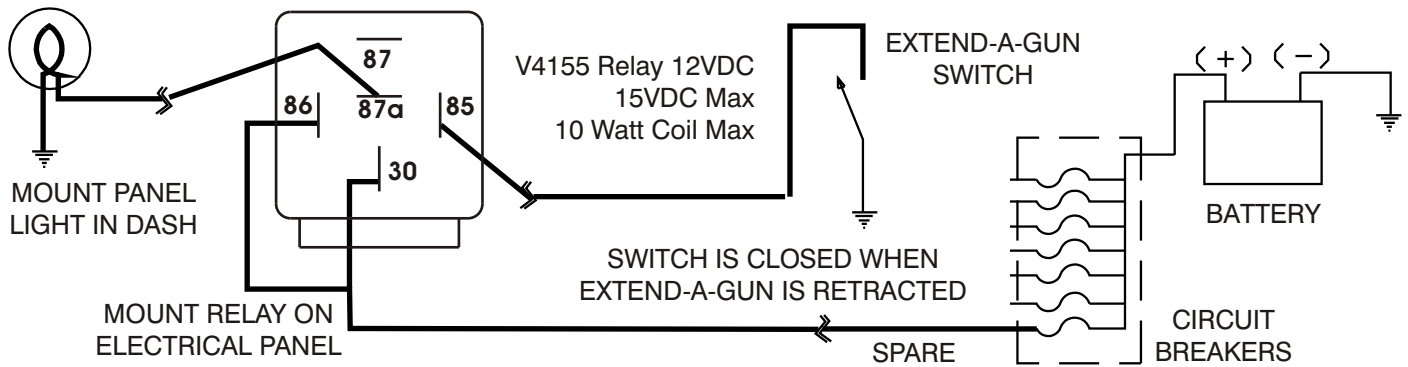 87
86
87a
85
30
V4155 Relay 12VDC
15VDC Max
10 Watt Coil Max
EXTEND-A-GUN
SWITCH
(+) (-)
MOUNT PANEL
LIGHT IN DASH
BATTERY
SWITCH IS CLOSED WHEN
EXTEND-A-GUN IS RETRACTED
MOUNT RELAY ON
ELECTRICAL PANEL
SPARE
CIRCUIT
BREAKERS